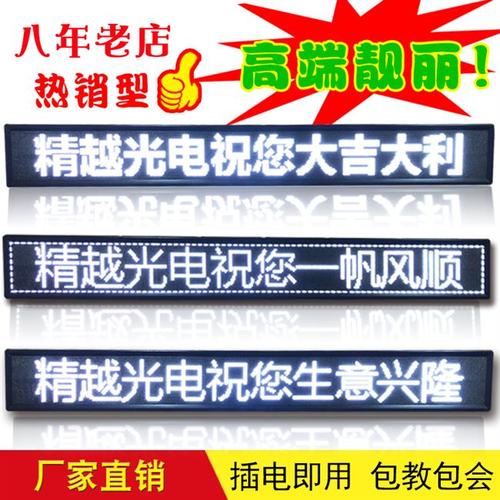 八年老店
热销型
高端靓丽！
精越光电祝您大吉大利
精越光电祝您一帆风顺
精越光电祝您生意兴隆
厂家直销 插电即用 包教包会